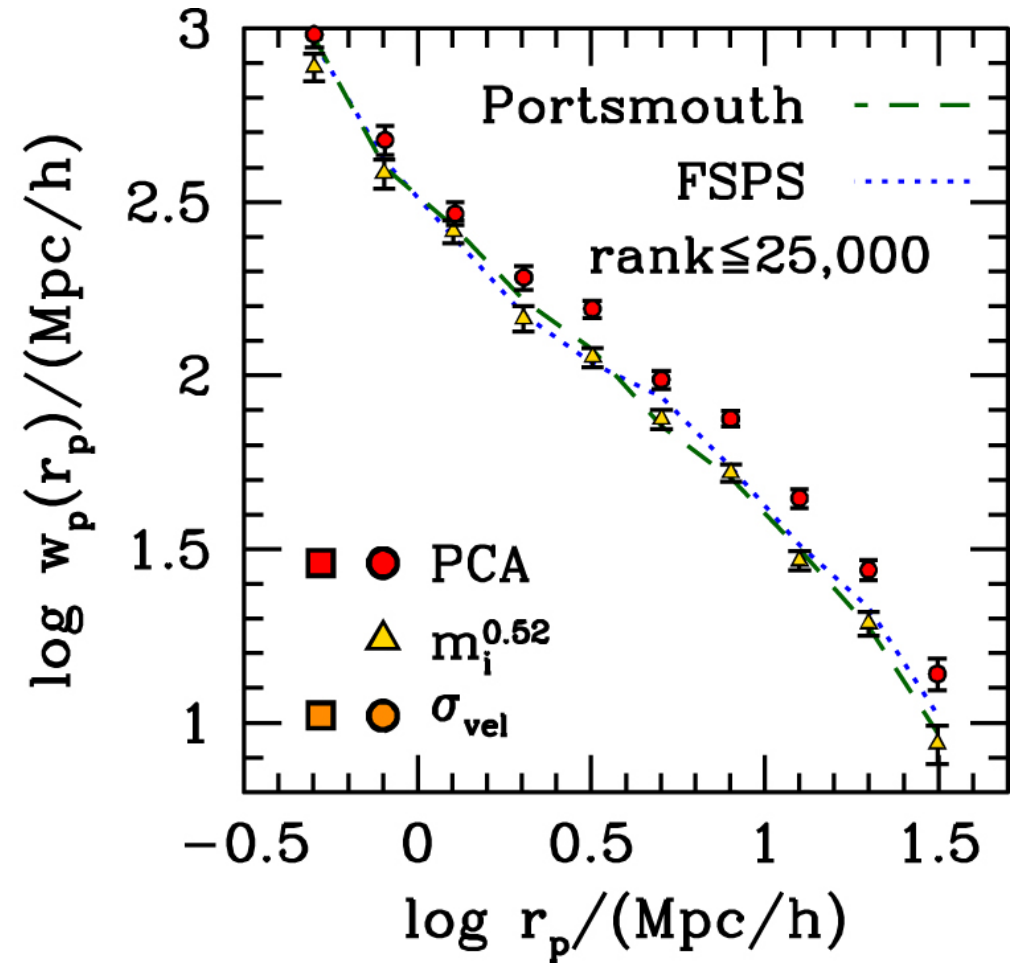 Portsmouth
FSPS
rank≦25,000
PCA
m_i^0.52
σ_vel
log w_p(r_p)/(Mpc/h)
3
2.5
2
1.5
1
−0.5 0 0.5 1 1.5
log r_p/(Mpc/h)